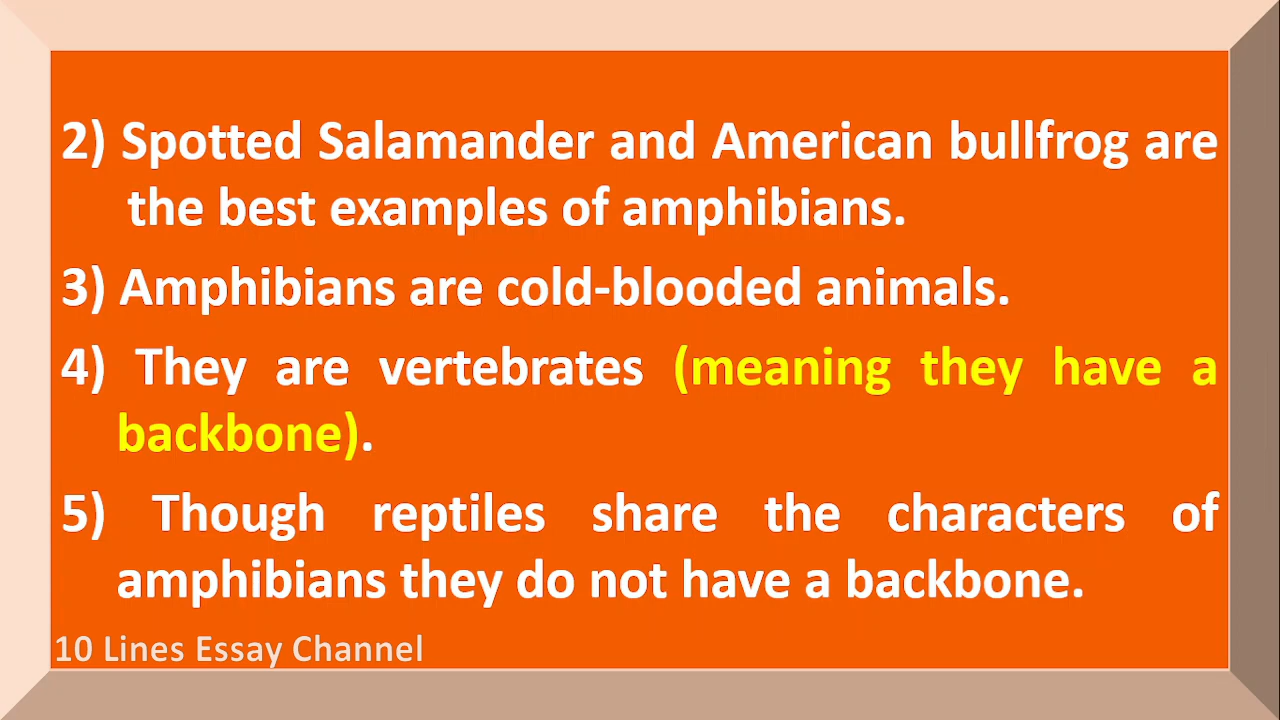 2) Spotted Salamander and American bullfrog are
the best examples of amphibians.
3) Amphibians are cold-blooded animals.
4) They are vertebrates (meaning they have a
backbone).
5) Though reptiles share the characters of
amphibians they do not have a backbone.
10 Lines Essay Channel